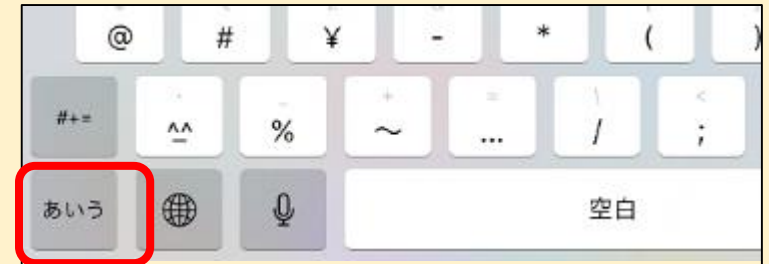 @ # ¥ - * ( )
#+= ^_^ % ~ … / ;
+ = \ <
あいう 空白